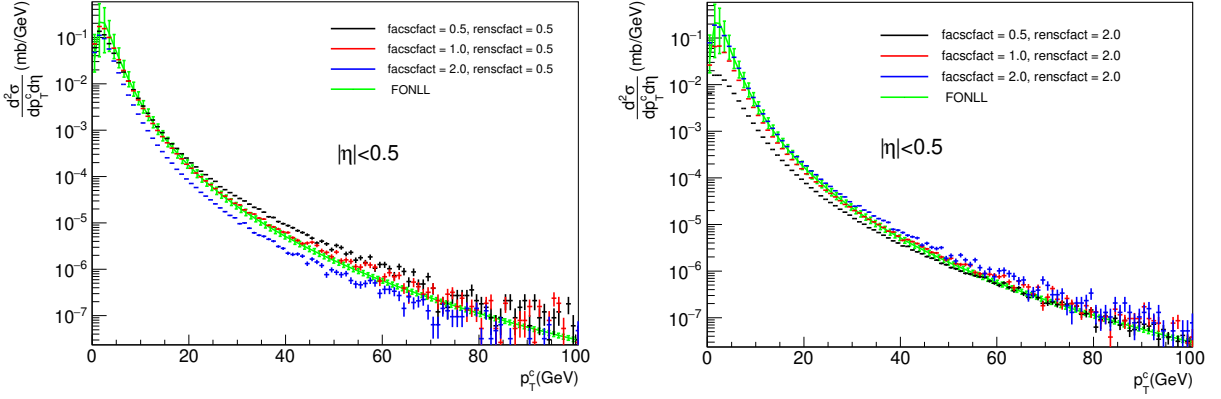 facscfact = 0.5, renscfact = 0.5
facscfact = 1.0, renscfact = 0.5
facscfact = 2.0, renscfact = 0.5
FONLL
|η|<0.5
d²σ/dp_T^c dη (mb/GeV)
10⁻¹
10⁻²
10⁻³
10⁻⁴
10⁻⁵
10⁻⁶
10⁻⁷
0 20 40 60 80 100
p_T^c(GeV)
facscfact = 0.5, renscfact = 2.0
facscfact = 1.0, renscfact = 2.0
facscfact = 2.0, renscfact = 2.0
FONLL
|η|<0.5
d²σ/dp_T^c dη (mb/GeV)
10⁻¹
10⁻²
10⁻³
10⁻⁴
10⁻⁵
10⁻⁶
10⁻⁷
0 20 40 60 80 100
p_T^c(GeV)